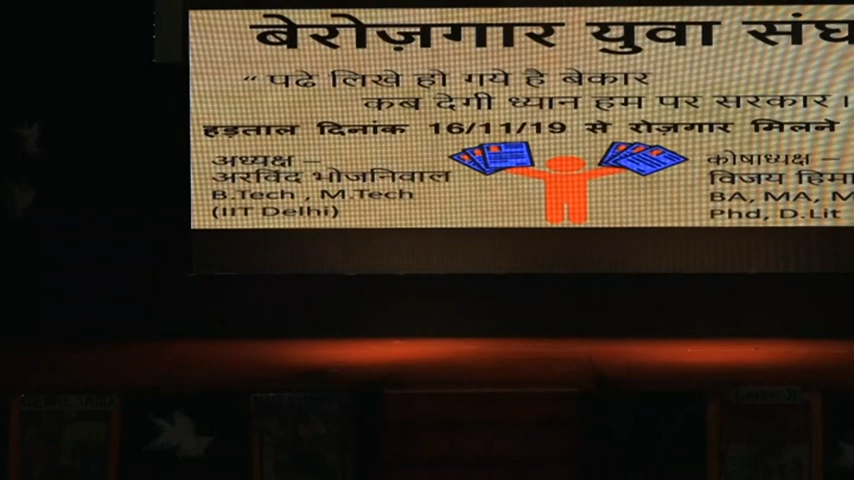 बेरोज़गार युवा संघ
“ पढे लिखे हो गये है बेकार
कब देगी ध्यान हम पर सरकार ।
हड़ताल दिनांक 16/11/19 से रोज़गार मिलने
अध्यक्ष –
अरविंद भोजनिवाल
B.Tech , M.Tech
(IIT Delhi)
कोषाध्यक्ष –
विजय
BA, MA,
Phd, D.Lit